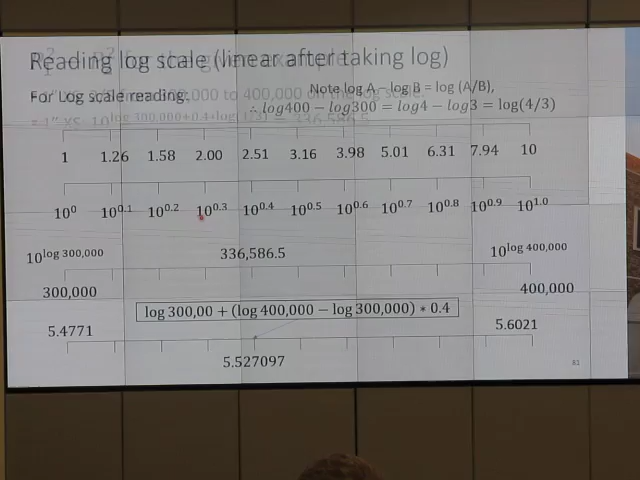 Reading log scale (linear after taking log)
For Log scale reading.
Note log A - log B = log (A/B),
∴ log400 − log300 = log4 − log3 = log(4/3)
1 1.26 1.58 2.00 2.51 3.16 3.98 5.01 6.31 7.94 10
10^0 10^0.1 10^0.2 10^0.3 10^0.4 10^0.5 10^0.6 10^0.7 10^0.8 10^0.9 10^1.0
10^log 300,000 336,586.5 10^log 400,000
300,000 400,000
log 300,00 + (log 400,000 − log 300,000) * 0.4
5.4771 5.6021
5.527097
81